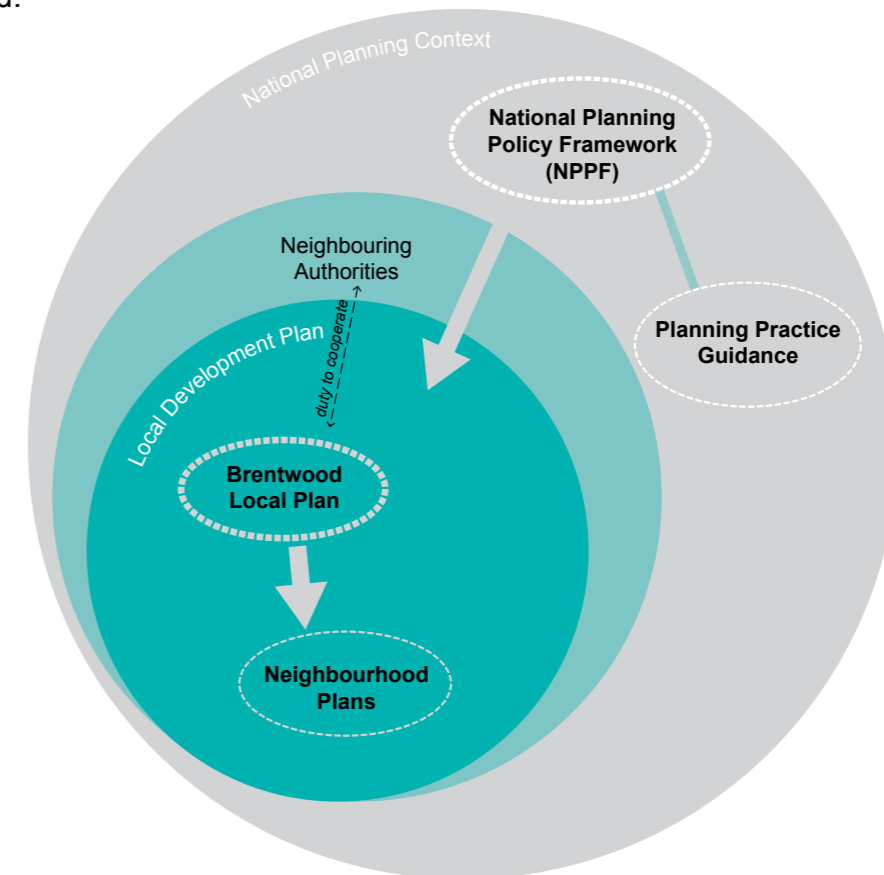 d.
National Planning Context
National Planning
Policy Framework
(NPPF)
Neighbouring
Authorities
duty to cooperate
Local Development Plan
Planning Practice
Guidance
Brentwood
Local Plan
Neighbourhood
Plans